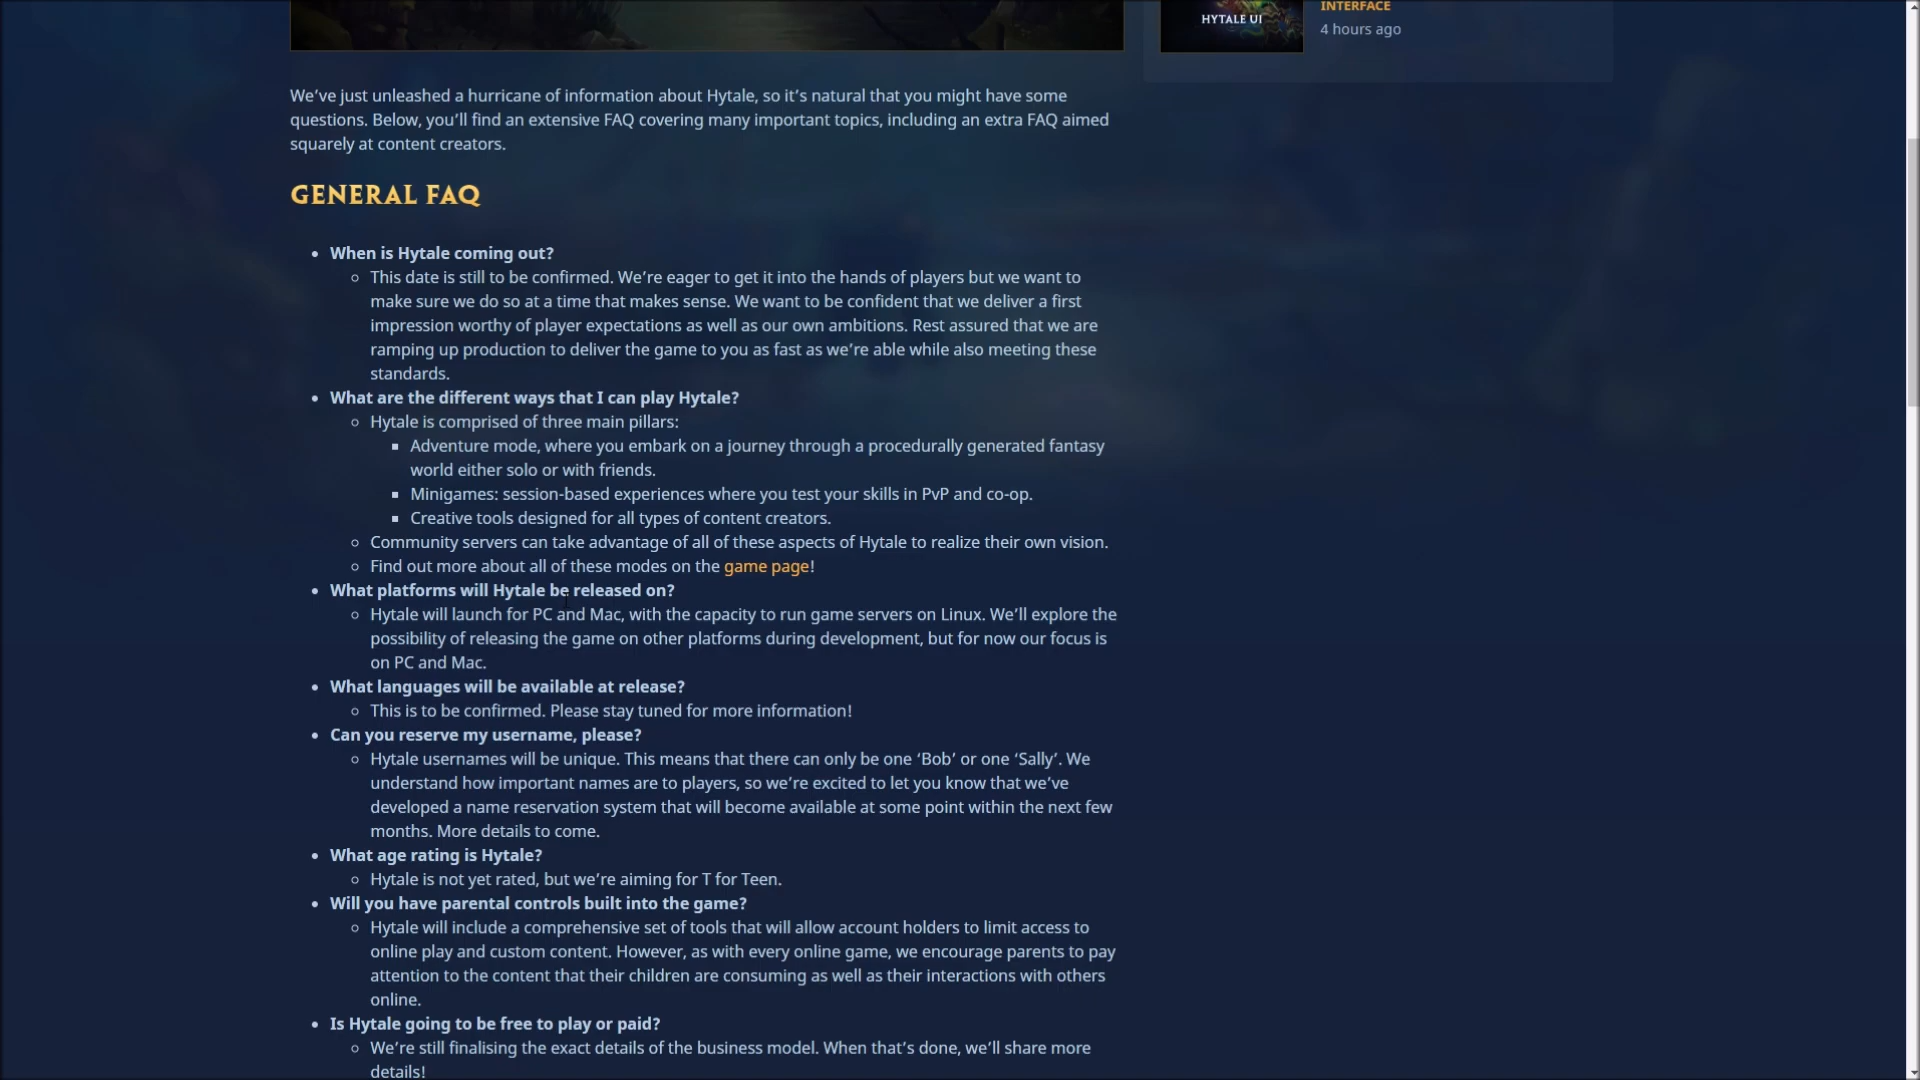 INTERFACE
HYTALE UI
4 hours ago
We’ve just unleashed a hurricane of information about Hytale, so it’s natural that you might have some
questions. Below, you’ll find an extensive FAQ covering many important topics, including an extra FAQ aimed
squarely at content creators.
GENERAL FAQ
• When is Hytale coming out?
◦ This date is still to be confirmed. We’re eager to get it into the hands of players but we want to
make sure we do so at a time that makes sense. We want to be confident that we deliver a first
impression worthy of player expectations as well as our own ambitions. Rest assured that we are
ramping up production to deliver the game to you as fast as we’re able while also meeting these
standards.
• What are the different ways that I can play Hytale?
◦ Hytale is comprised of three main pillars:
▪ Adventure mode, where you embark on a journey through a procedurally generated fantasy
world either solo or with friends.
▪ Minigames: session-based experiences where you test your skills in PvP and co-op.
▪ Creative tools designed for all types of content creators.
◦ Community servers can take advantage of all of these aspects of Hytale to realize their own vision.
◦ Find out more about all of these modes on the game page!
• What platforms will Hytale be released on?
◦ Hytale will launch for PC and Mac, with the capacity to run game servers on Linux. We’ll explore the
possibility of releasing the game on other platforms during development, but for now our focus is
on PC and Mac.
• What languages will be available at release?
◦ This is to be confirmed. Please stay tuned for more information!
• Can you reserve my username, please?
◦ Hytale usernames will be unique. This means that there can only be one ‘Bob’ or one ‘Sally’. We
understand how important names are to players, so we’re excited to let you know that we’ve
developed a name reservation system that will become available at some point within the next few
months. More details to come.
• What age rating is Hytale?
◦ Hytale is not yet rated, but we’re aiming for T for Teen.
• Will you have parental controls built into the game?
◦ Hytale will include a comprehensive set of tools that will allow account holders to limit access to
online play and custom content. However, as with every online game, we encourage parents to pay
attention to the content that their children are consuming as well as their interactions with others
online.
• Is Hytale going to be free to play or paid?
◦ We’re still finalising the exact details of the business model. When that’s done, we’ll share more
details!